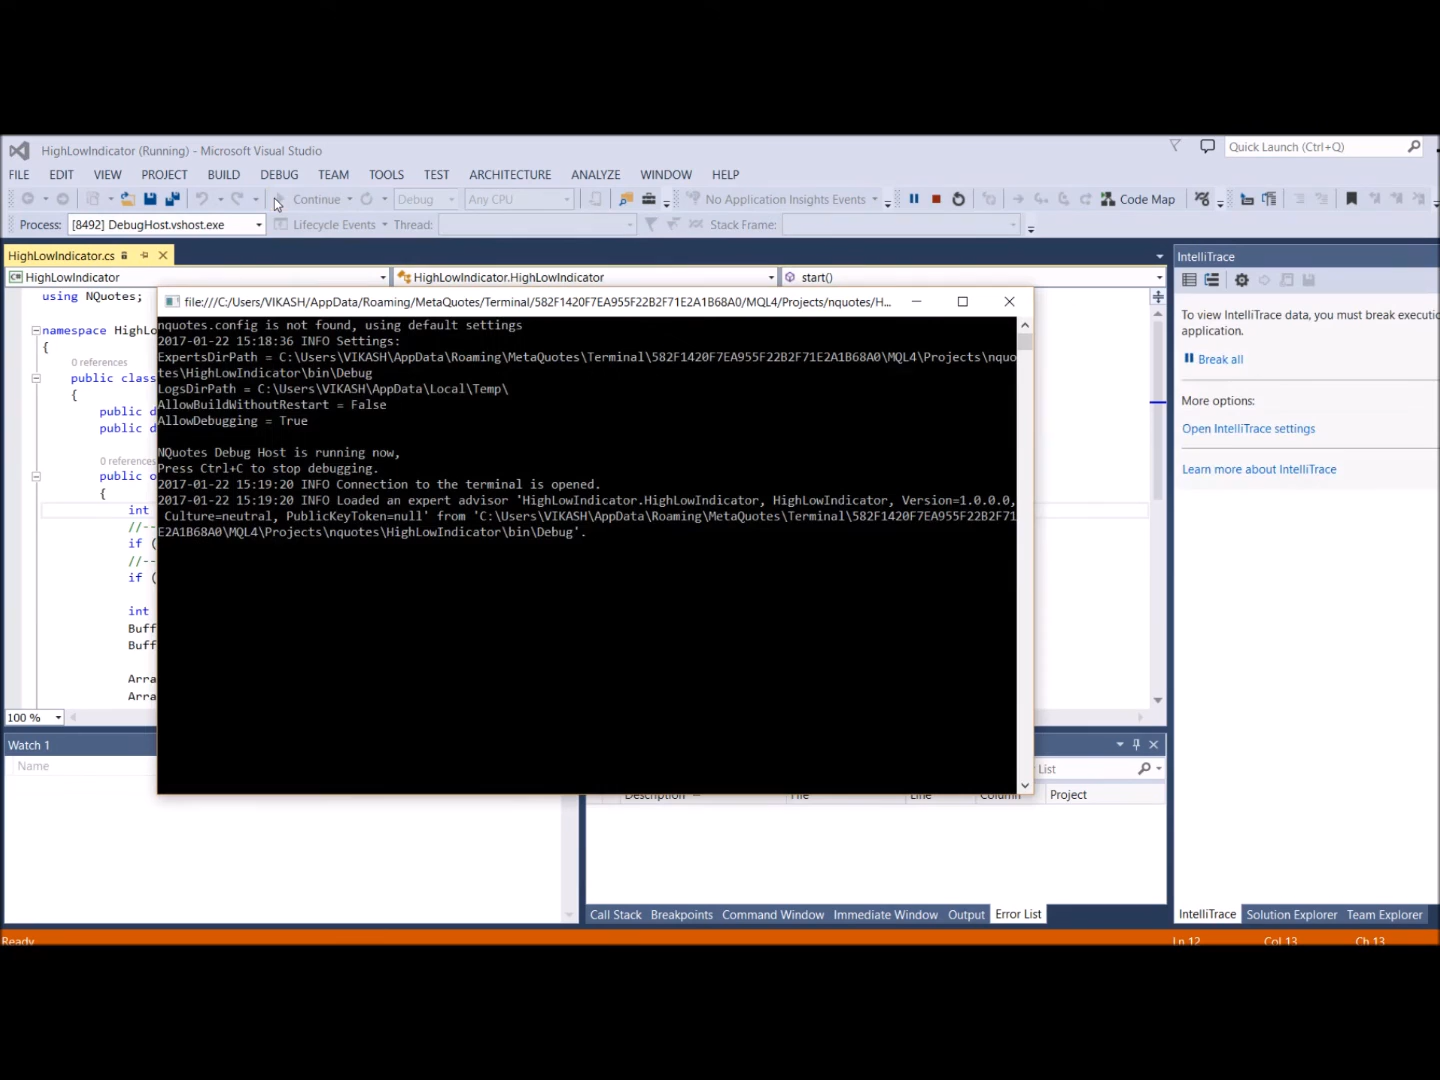 HighLowIndicator (Running) - Microsoft Visual Studio
Quick Launch (Ctrl+Q)
FILE EDIT VIEW PROJECT BUILD DEBUG TEAM TOOLS TEST ARCHITECTURE ANALYZE WINDOW HELP
Continue Debug Any CPU No Application Insights Events Code Map
Process: [8492] DebugHost.vshost.exe Lifecycle Events Thread: Stack Frame:
HighLowIndicator.cs
HighLowIndicator HighLowIndicator.HighLowIndicator start()
using NQuotes;
namespace HighLo
{
0 references
public class
{
public d
public d
0 references
public o
{
int
//--
if (
//--
if (
int
Buff
Buff
Arra
Arra
100 %
file:///C:/Users/VIKASH/AppData/Roaming/MetaQuotes/Terminal/582F1420F7EA955F22B2F71E2A1B68A0/MQL4/Projects/nquotes/H...
nquotes.config is not found, using default settings
2017-01-22 15:18:36 INFO Settings:
ExpertsDirPath = C:\Users\VIKASH\AppData\Roaming\MetaQuotes\Terminal\582F1420F7EA955F22B2F71E2A1B68A0\MQL4\Projects\nquo
tes\HighLowIndicator\bin\Debug
LogsDirPath = C:\Users\VIKASH\AppData\Local\Temp\
AllowBuildWithoutRestart = False
AllowDebugging = True
NQuotes Debug Host is running now,
Press Ctrl+C to stop debugging.
2017-01-22 15:19:20 INFO Connection to the terminal is opened.
2017-01-22 15:19:20 INFO Loaded an expert advisor 'HighLowIndicator.HighLowIndicator, HighLowIndicator, Version=1.0.0.0,
Culture=neutral, PublicKeyToken=null' from 'C:\Users\VIKASH\AppData\Roaming\MetaQuotes\Terminal\582F1420F7EA955F22B2F71
E2A1B68A0\MQL4\Projects\nquotes\HighLowIndicator\bin\Debug'.
IntelliTrace
To view IntelliTrace data, you must break executio
application.
Break all
More options:
Open IntelliTrace settings
Learn more about IntelliTrace
Watch 1
Name
List
Description File Line Column Project
Call Stack Breakpoints Command Window Immediate Window Output Error List
IntelliTrace Solution Explorer Team Explorer
Ready Ln 12 Col 13 Ch 13